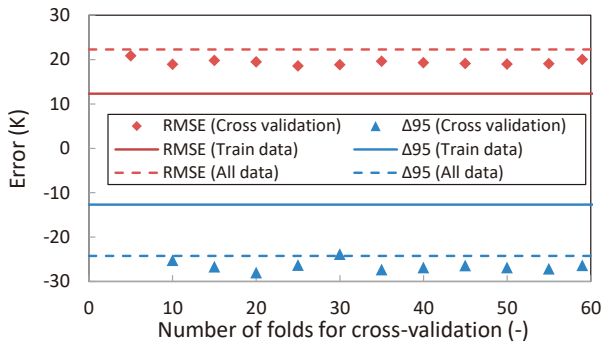 30
20
10
0
-10
-20
-30
Error (K)
RMSE (Cross validation) Δ95 (Cross validation)
RMSE (Train data) Δ95 (Train data)
RMSE (All data) Δ95 (All data)
0 10 20 30 40 50 60
Number of folds for cross-validation (-)